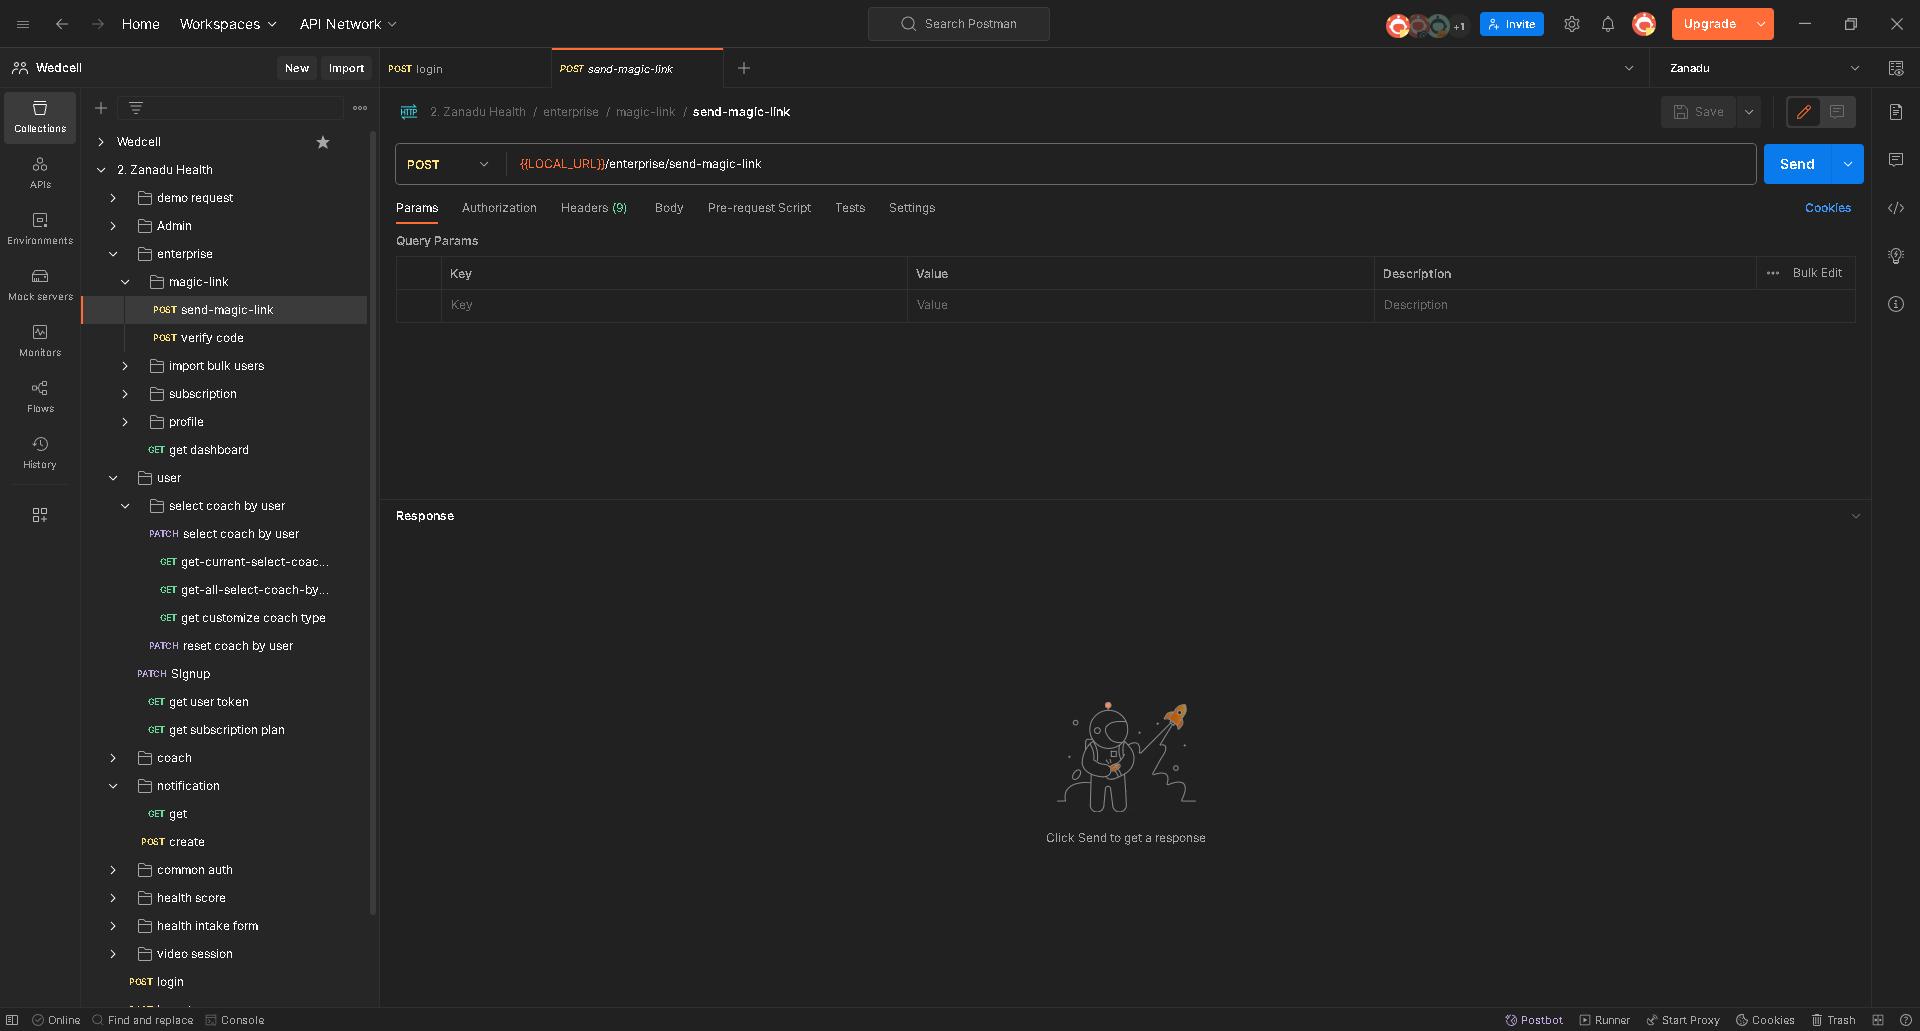 Home
Workspaces
API Network
Search Postman
+1
Invite
Upgrade
Wedcell
New
Import
POST login
POST send-magic-link
Zanadu
Collections
APIs
Environments
Mock servers
Monitors
Flows
History
Wedcell
2. Zanadu Health
demo request
Admin
enterprise
magic-link
POST send-magic-link
POST verify code
import bulk users
subscription
profile
GET get dashboard
user
select coach by user
PATCH select coach by user
GET get-current-select-coac...
GET get-all-select-coach-by...
GET get customize coach type
PATCH reset coach by user
PATCH SIgnup
GET get user token
GET get subscription plan
coach
notification
GET get
POST create
common auth
health score
health intake form
video session
POST login
HTTP
2. Zanadu Health / enterprise / magic-link / send-magic-link
Save
POST
{{LOCAL_URL}}/enterprise/send-magic-link
Send
Params
Authorization
Headers (9)
Body
Pre-request Script
Tests
Settings
Cookies
Query Params
Key
Value
Description
Bulk Edit
Key
Value
Description
Response
Click Send to get a response
Online
Find and replace
Console
Postbot
Runner
Start Proxy
Cookies
Trash